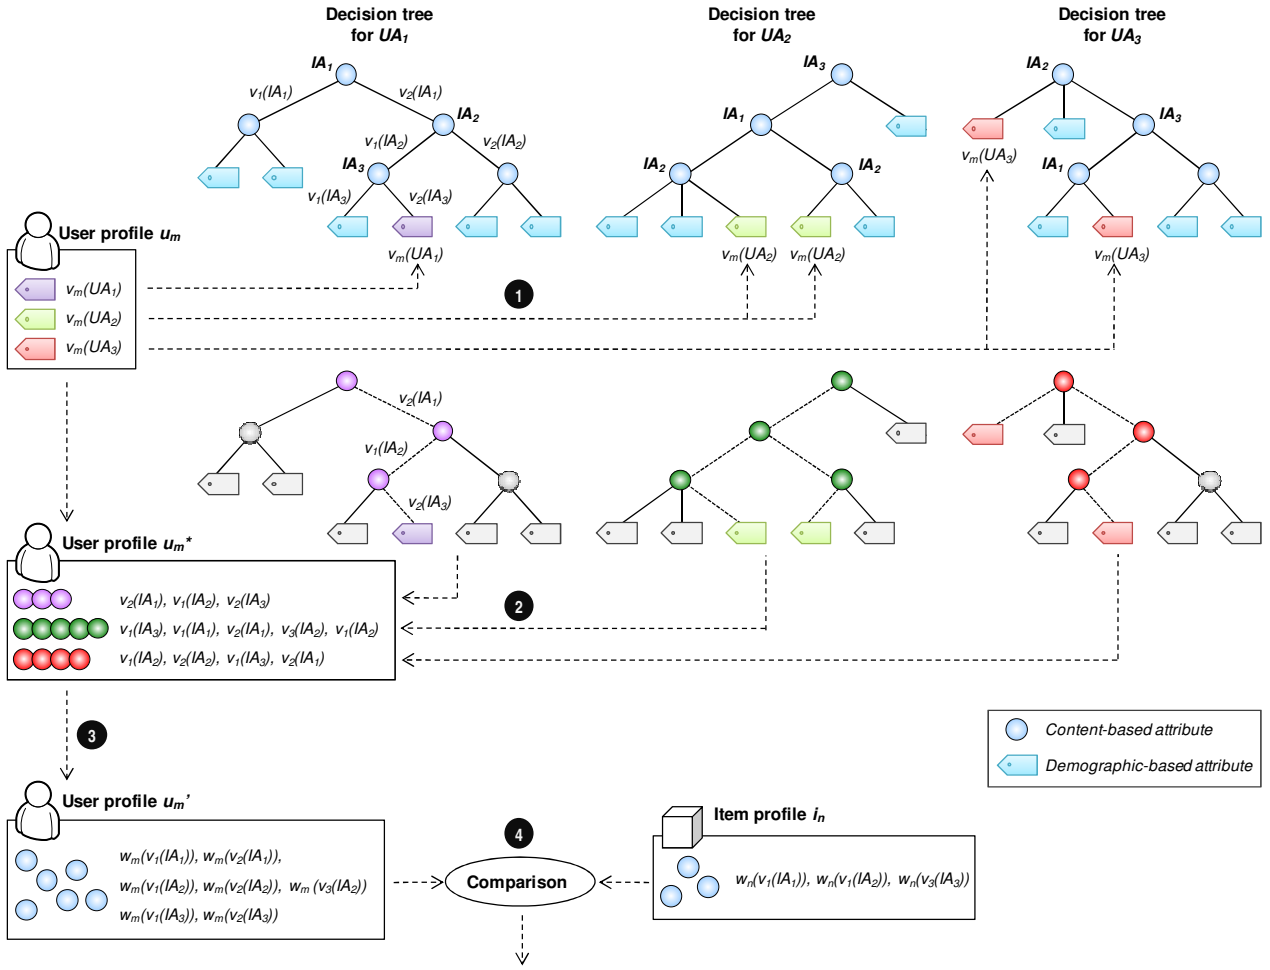 Decision tree
for UA1
Decision tree
for UA2
Decision tree
for UA3
IA1
v1(IA1)
v2(IA1)
IA2
v1(IA2)
v2(IA2)
IA3
v1(IA3)
v2(IA3)
vm(UA1)
IA3
IA1
IA2
IA2
vm(UA2)
vm(UA2)
IA2
vm(UA3)
IA3
IA1
vm(UA3)
User profile um
vm(UA1)
vm(UA2)
vm(UA3)
1
v2(IA1)
v1(IA2)
v2(IA3)
User profile um*
v2(IA1), v1(IA2), v2(IA3)
v1(IA3), v1(IA1), v2(IA1), v3(IA2), v1(IA2)
v1(IA2), v2(IA2), v1(IA3), v2(IA1)
2
3
Content-based attribute
Demographic-based attribute
User profile um’
wm(v1(IA1)), wm(v2(IA1)),
wm(v1(IA2)), wm(v2(IA2)), wm (v3(IA2))
wm(v1(IA3)), wm(v2(IA3))
4
Comparison
Item profile in
wn(v1(IA1)), wn(v1(IA2)), wn(v3(IA3))